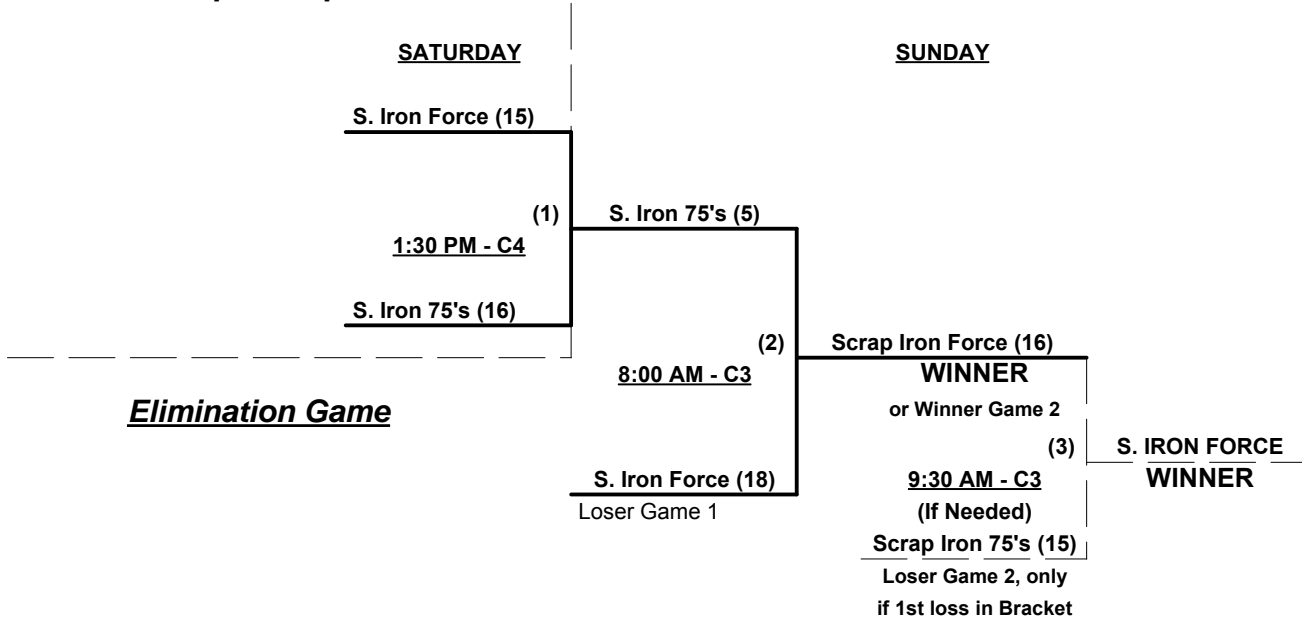 SATURDAY
SUNDAY
S. Iron Force (15)
(1)
S. Iron 75's (5)
1:30 PM - C4
S. Iron 75's (16)
(2)
Scrap Iron Force (16)
8:00 AM - C3
WINNER
or Winner Game 2
Elimination Game
(3)
S. IRON FORCE
S. Iron Force (18)
9:30 AM - C3
WINNER
Loser Game 1
(If Needed)
Scrap Iron 75's (15)
Loser Game 2, only
if 1st loss in Bracket